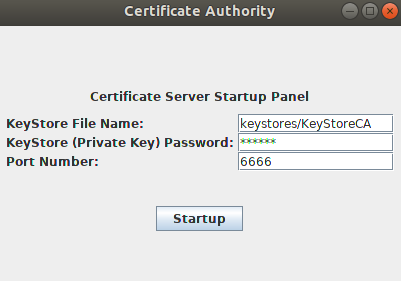 Certificate Authority
Certificate Server Startup Panel
KeyStore File Name: keystores/KeyStoreCA
KeyStore (Private Key) Password: ******
Port Number: 6666
Startup